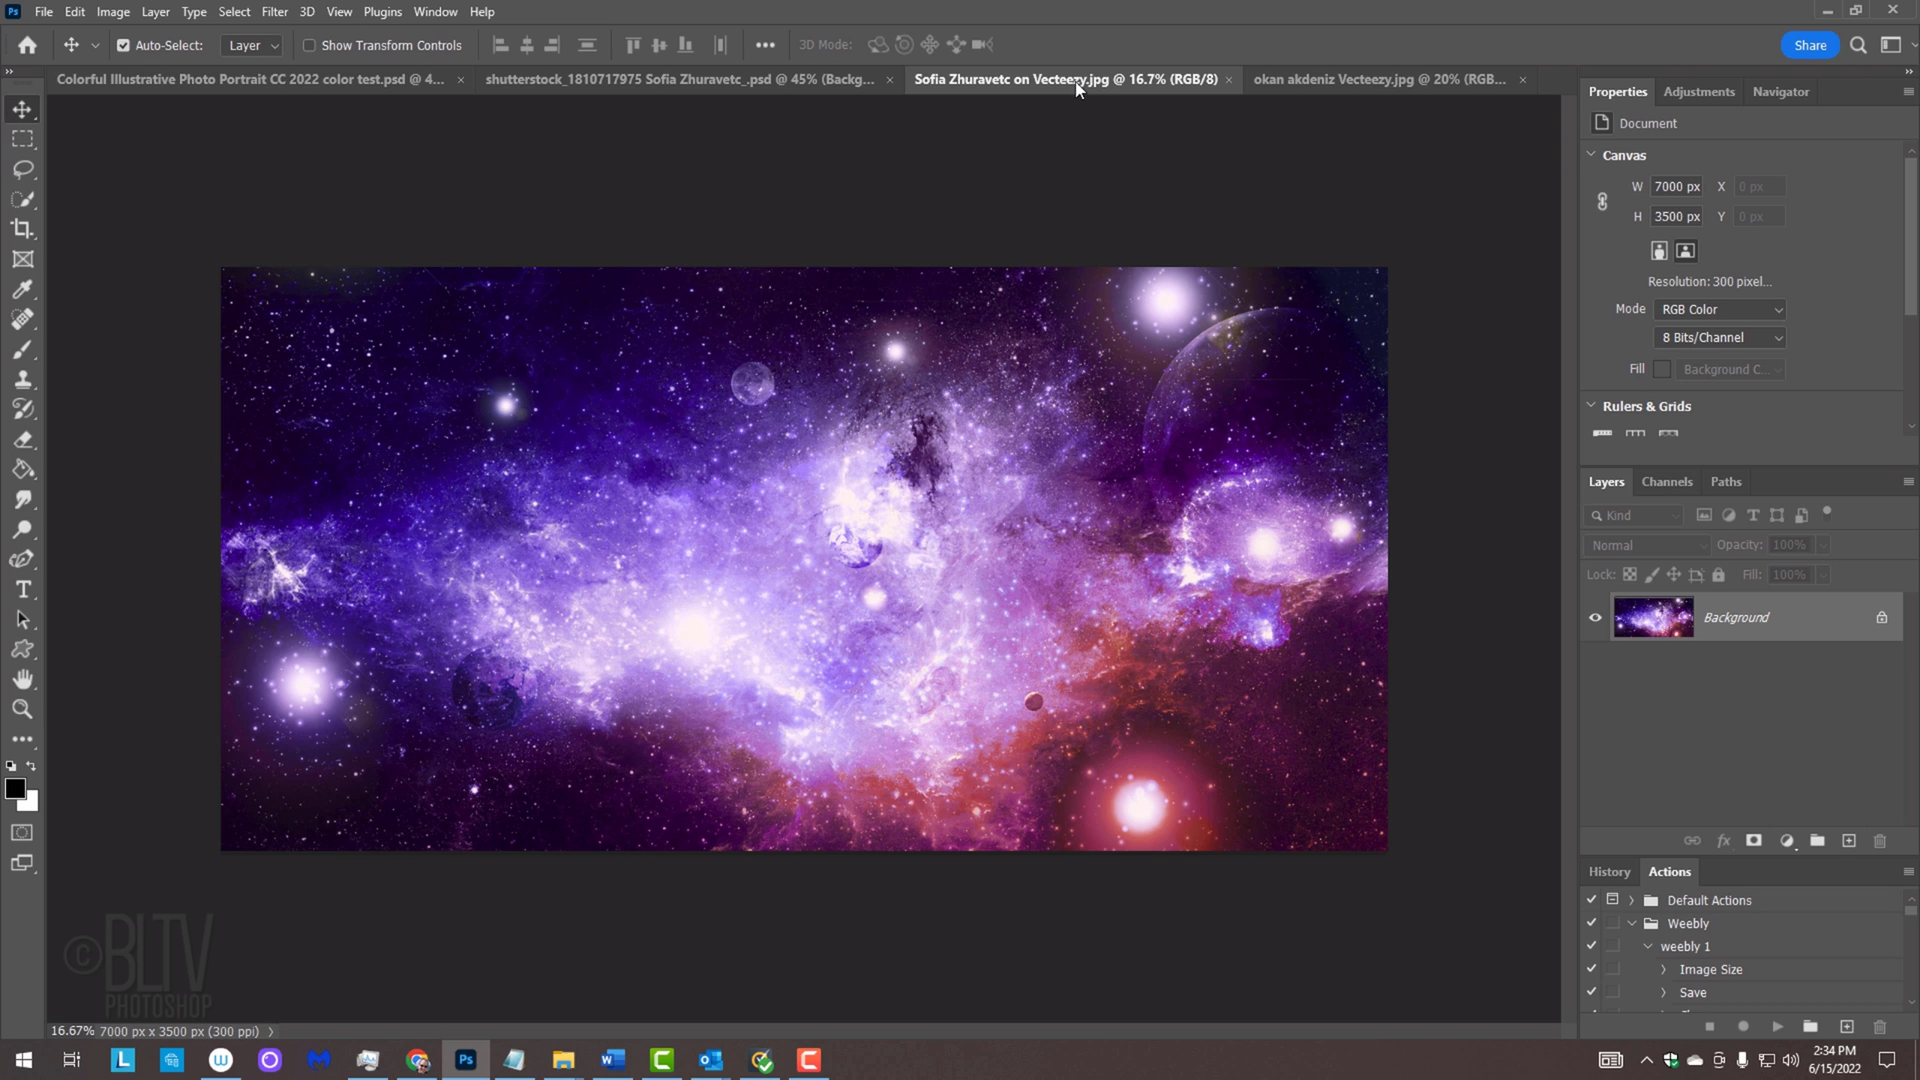 Ps File Edit Image Layer Type Select Filter 3D View Plugins Window Help
Auto-Select: Layer Show Transform Controls 3D Mode: Share
Colorful Illustrative Photo Portrait CC 2022 color test.psd @ 4... × shutterstock_1810717975 Sofia Zhuravetc_.psd @ 45% (Backg... × Sofia Zhuravetc on Vecteezy.jpg @ 16.7% (RGB/8) × okan akdeniz Vecteezy.jpg @ 20% (RGB... ×
Properties Adjustments Navigator
Document
Canvas
W 7000 px X 0 px
H 3500 px Y 0 px
Resolution: 300 pixel...
Mode RGB Color
8 Bits/Channel
Fill Background C...
Rulers & Grids
Layers Channels Paths
Kind
Normal Opacity: 100%
Lock: Fill: 100%
Background
fx
History Actions
Default Actions
Weebly
weebly 1
Image Size
Save
©BLTV
PHOTOSHOP
16.67% 7000 px x 3500 px (300 ppi)
2:34 PM
6/15/2022